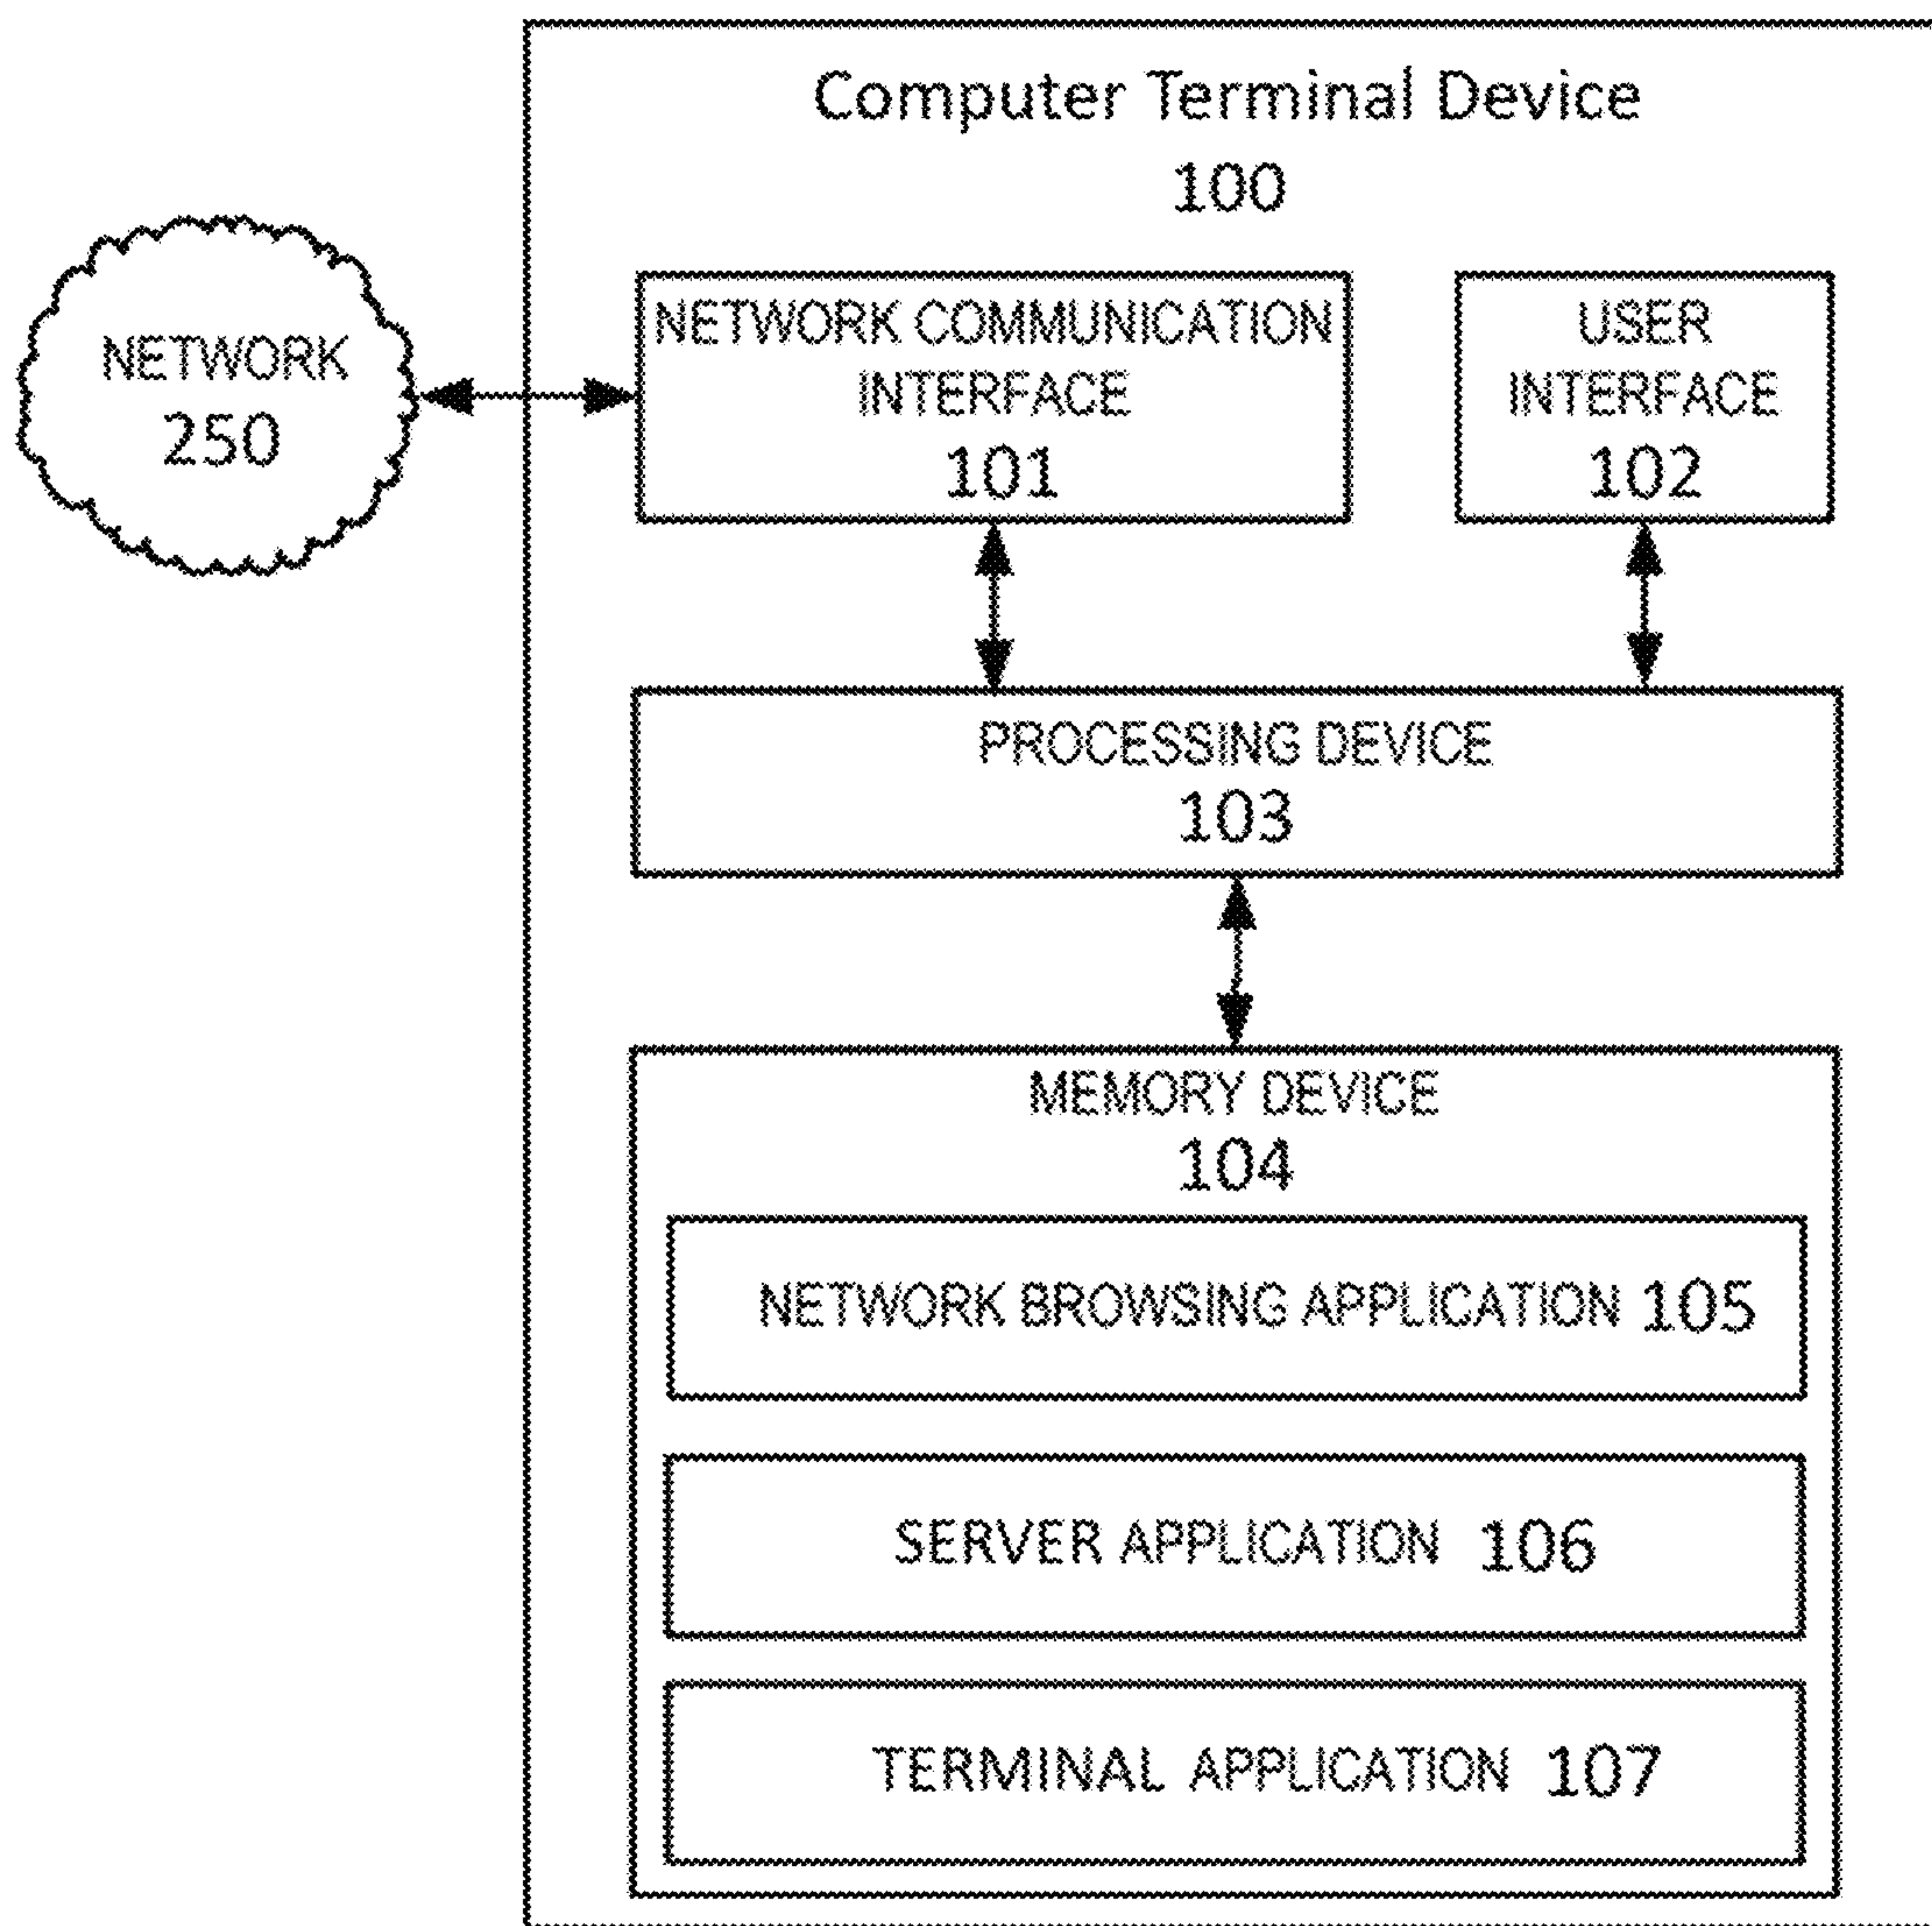 Computer Terminal Device
100
NETWORK
250
NETWORK COMMUNICATION
INTERFACE
101
USER
INTERFACE
102
PROCESSING DEVICE
103
MEMORY DEVICE
104
NETWORK BROWSING APPLICATION 105
SERVER APPLICATION 106
TERMINAL APPLICATION 107